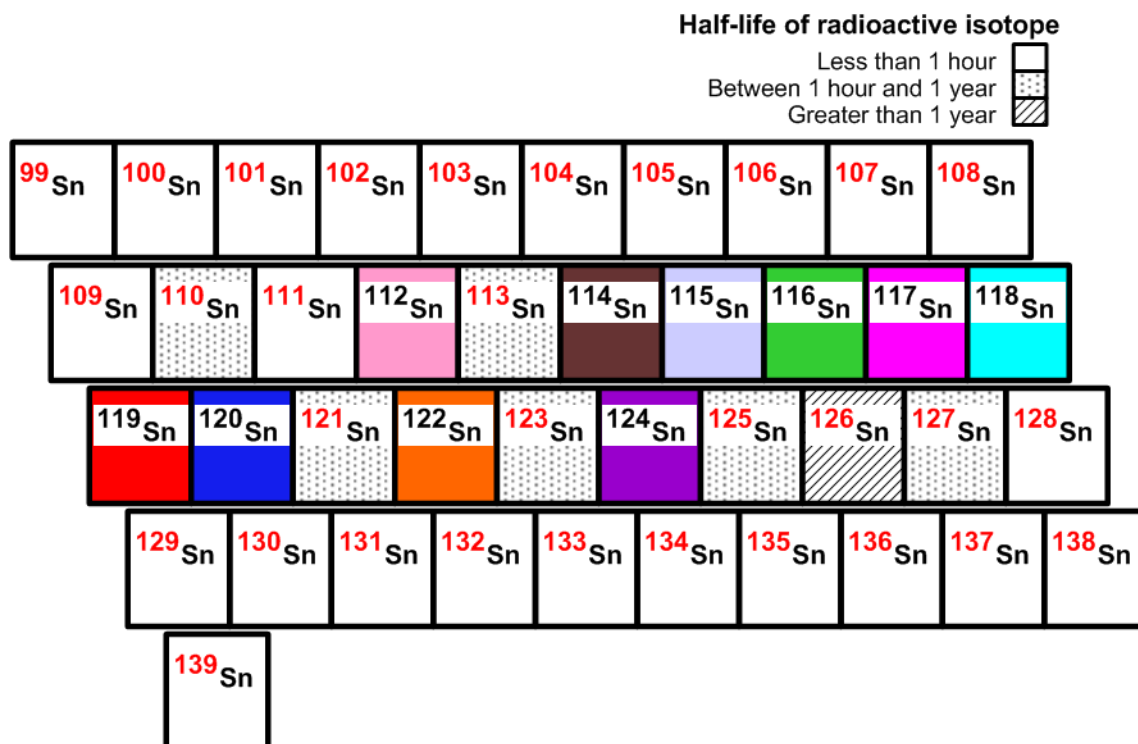 Half-life of radioactive isotope
Less than 1 hour
Between 1 hour and 1 year
Greater than 1 year
99Sn 100Sn 101Sn 102Sn 103Sn 104Sn 105Sn 106Sn 107Sn 108Sn
109Sn 110Sn 111Sn 112Sn 113Sn 114Sn 115Sn 116Sn 117Sn 118Sn
119Sn 120Sn 121Sn 122Sn 123Sn 124Sn 125Sn 126Sn 127Sn 128Sn
129Sn 130Sn 131Sn 132Sn 133Sn 134Sn 135Sn 136Sn 137Sn 138Sn
139Sn